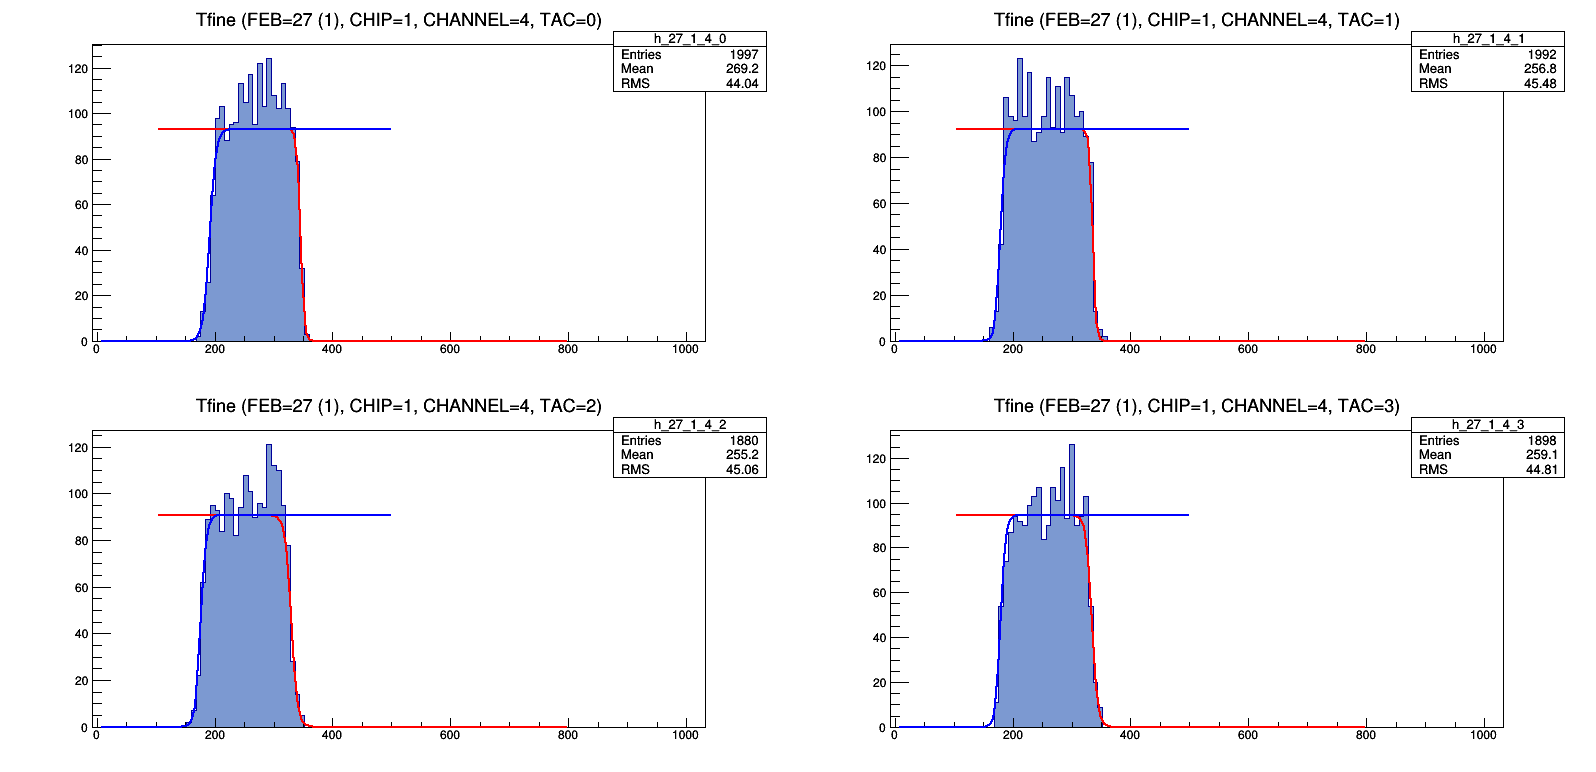 Tfine (FEB=27 (1), CHIP=1, CHANNEL=4, TAC=0)
h_27_1_4_0
Entries 1997
Mean 269.2
RMS 44.04
120
100
80
60
40
20
0
0 200 400 600 800 1000
Tfine (FEB=27 (1), CHIP=1, CHANNEL=4, TAC=1)
h_27_1_4_1
Entries 1992
Mean 256.8
RMS 45.48
120
100
80
60
40
20
0
0 200 400 600 800 1000
Tfine (FEB=27 (1), CHIP=1, CHANNEL=4, TAC=2)
h_27_1_4_2
Entries 1880
Mean 255.2
RMS 45.06
120
100
80
60
40
20
0
0 200 400 600 800 1000
Tfine (FEB=27 (1), CHIP=1, CHANNEL=4, TAC=3)
h_27_1_4_3
Entries 1898
Mean 259.1
RMS 44.81
120
100
80
60
40
20
0
0 200 400 600 800 1000